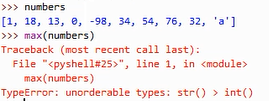 >>> numbers
[1, 18, 13, 0, -98, 34, 54, 76, 32, 'a']
>>> max(numbers)
Traceback (most recent call last):
  File "<pyshell#25>", line 1, in <module>
    max(numbers)
TypeError: unorderable types: str() > int()